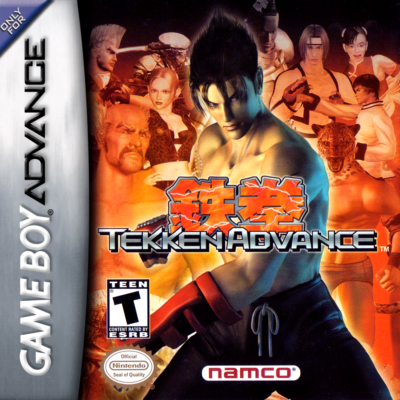 ONLY
FOR
GAME BOY ADVANCE
鉄拳
TEKKEN ADVANCE
TM
TEEN
T
CONTENT RATED BY
ESRB
Official
Nintendo
Seal of Quality
namco®